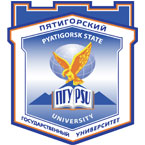 ПЯТИГОРСКИЙ
PYATIGORSK STATE
ПГУ PSU
UNIVERSITY
ГОСУДАРСТВЕННЫЙ УНИВЕРСИТЕТ